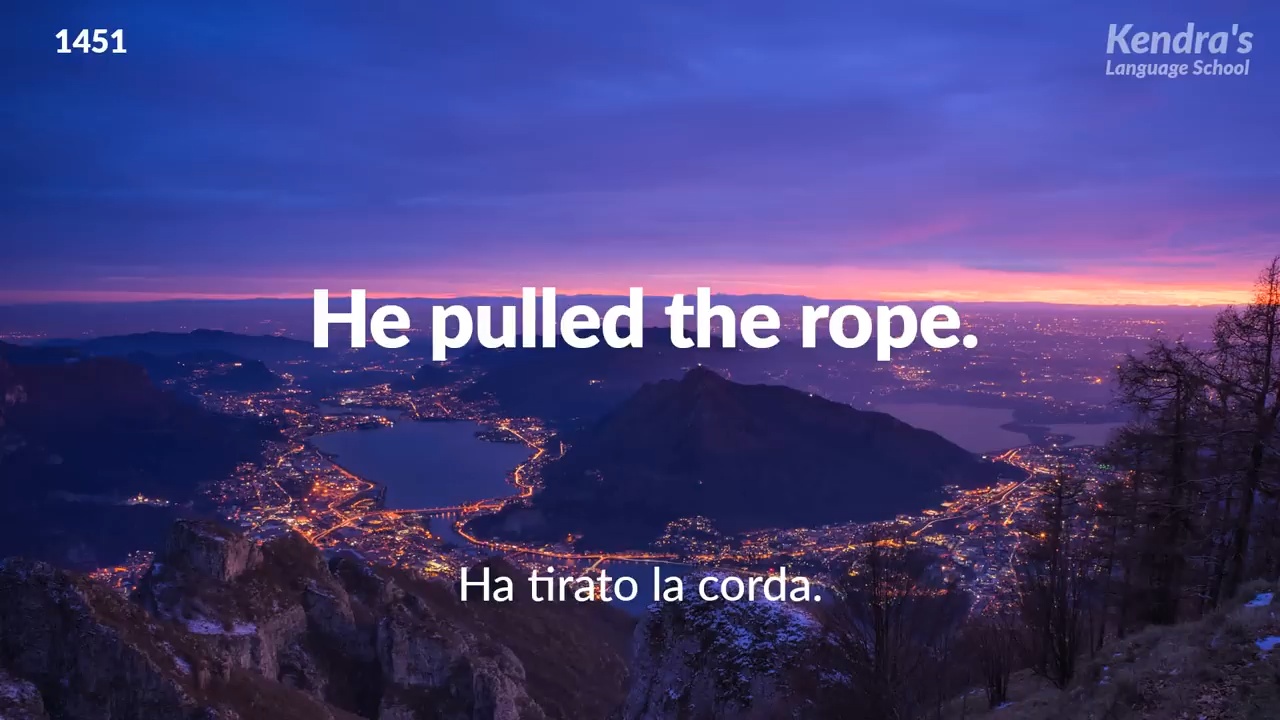 1451
Kendra's
Language School
He pulled the rope.
Ha tirato la corda.